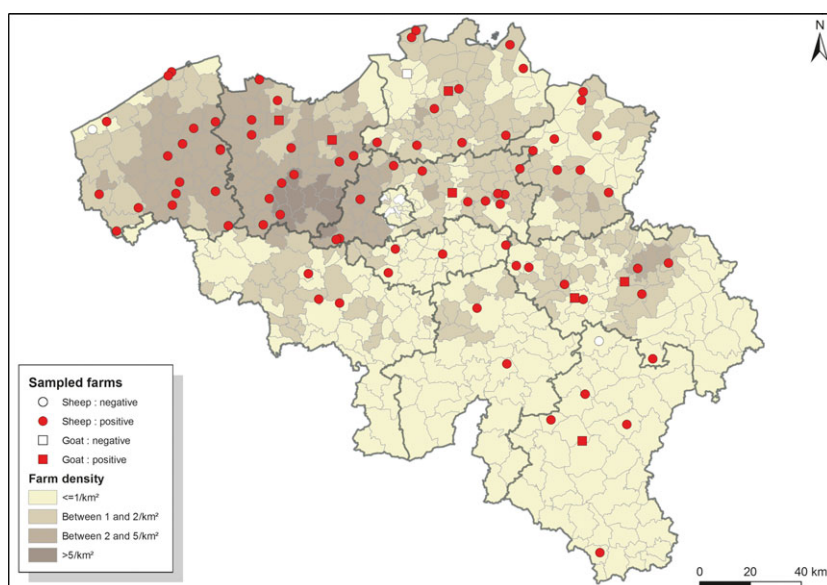 N
Sampled farms
Sheep : negative
Sheep : positive
Goat : negative
Goat : positive
Farm density
<=1/km²
Between 1 and 2/km²
Between 2 and 5/km²
>5/km²
0 20 40 km